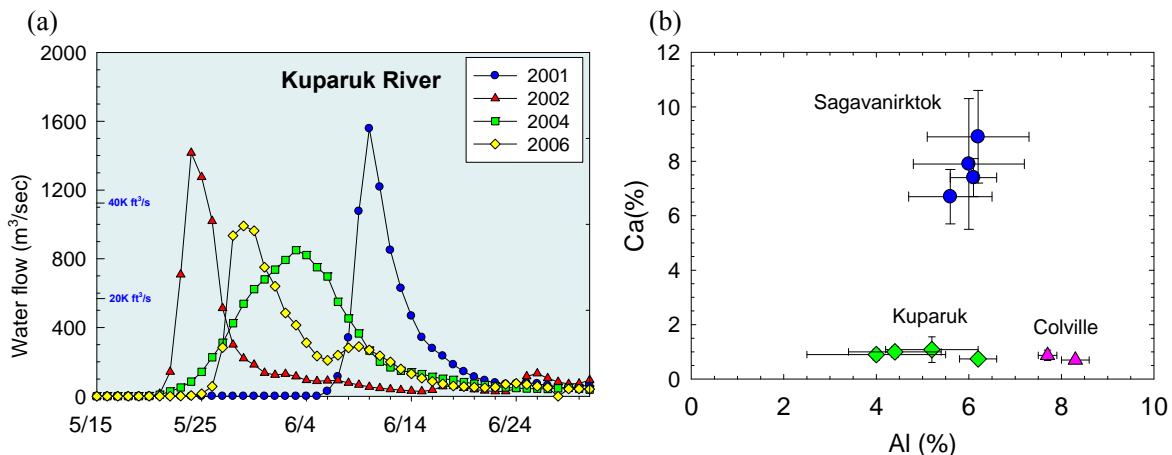 (a)
Kuparuk River
2001
2002
2004
2006
Water flow (m³/sec)
2000
1600
1200
800
400
0
40K ft³/s
20K ft³/s
5/15 5/25 6/4 6/14 6/24
(b)
Ca(%)
12
10
8
6
4
2
0
Sagavanirktok
Kuparuk
Colville
0 2 4 6 8 10
Al (%)